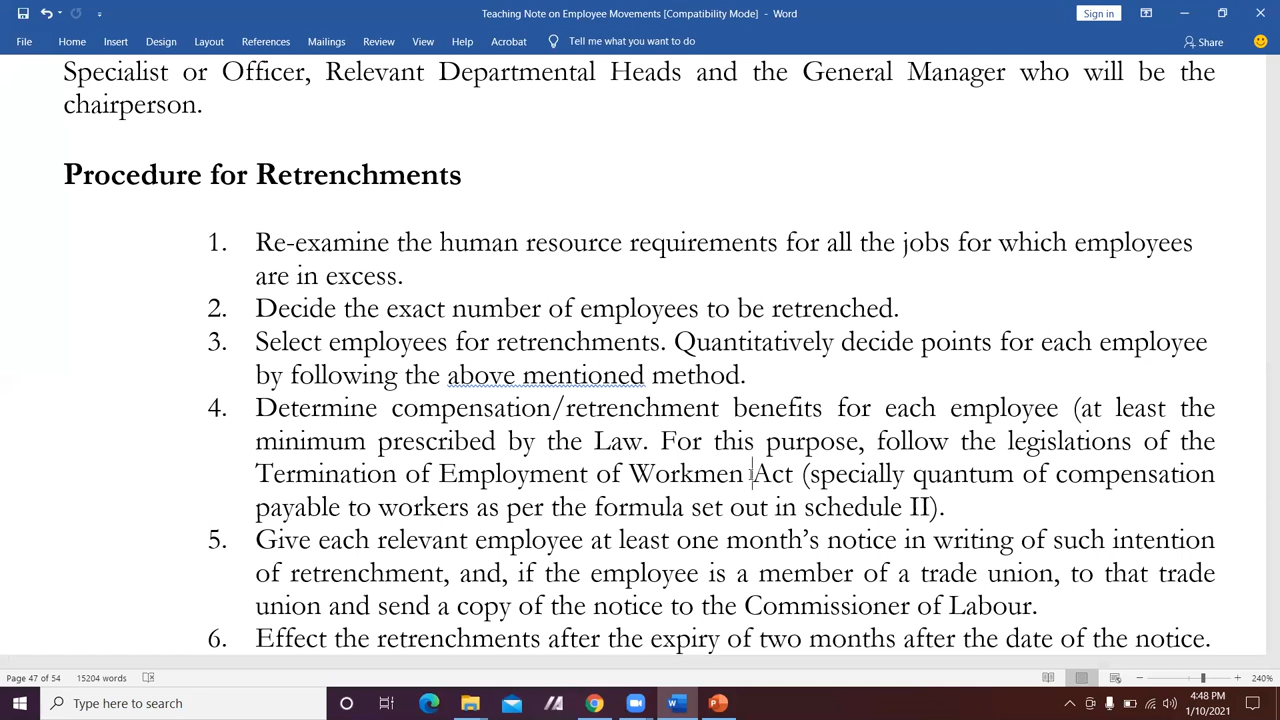 Teaching Note on Employee Movements [Compatibility Mode] - Word
Sign in
File Home Insert Design Layout References Mailings Review View Help Acrobat Tell me what you want to do Share
Specialist or Officer, Relevant Departmental Heads and the General Manager who will be the
chairperson.
Procedure for Retrenchments
1. Re-examine the human resource requirements for all the jobs for which employees
are in excess.
2. Decide the exact number of employees to be retrenched.
3. Select employees for retrenchments. Quantitatively decide points for each employee
by following the above mentioned method.
4. Determine compensation/retrenchment benefits for each employee (at least the
minimum prescribed by the Law. For this purpose, follow the legislations of the
Termination of Employment of Workmen Act (specially quantum of compensation
payable to workers as per the formula set out in schedule II).
5. Give each relevant employee at least one month's notice in writing of such intention
of retrenchment, and, if the employee is a member of a trade union, to that trade
union and send a copy of the notice to the Commissioner of Labour.
6. Effect the retrenchments after the expiry of two months after the date of the notice.
Page 47 of 54 15204 words 240%
Type here to search
4:48 PM
1/10/2021